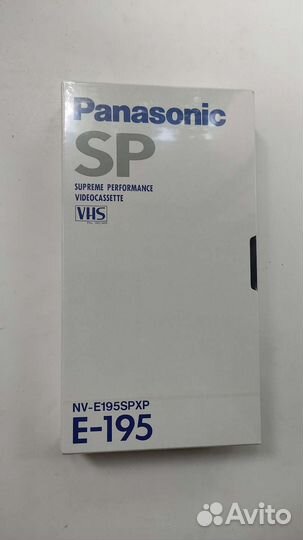 Panasonic
SP
SUPREME PERFORMANCE
VIDEOCASSETTE
VHS
NV-E195SPXP
E-195
Avito